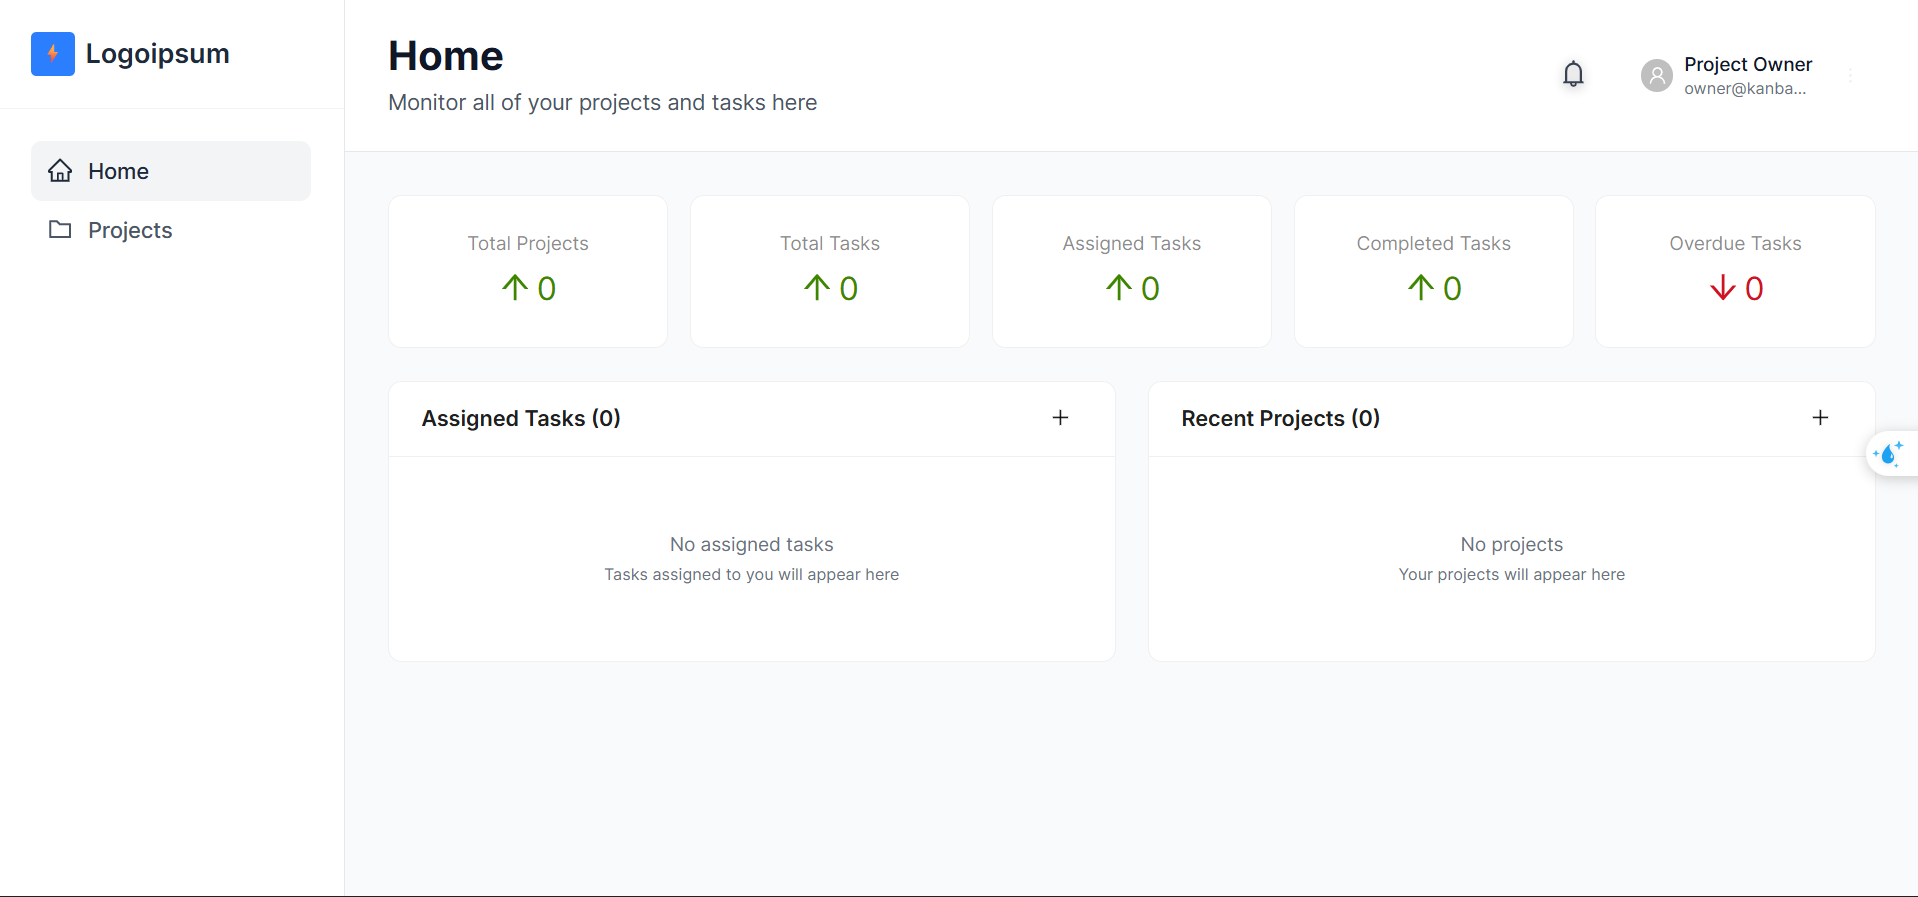 Logoipsum
Home
Projects
Home
Monitor all of your projects and tasks here
Project Owner
owner@kanba...
Total Projects
0
Total Tasks
0
Assigned Tasks
0
Completed Tasks
0
Overdue Tasks
0
Assigned Tasks (0)
No assigned tasks
Tasks assigned to you will appear here
Recent Projects (0)
No projects
Your projects will appear here